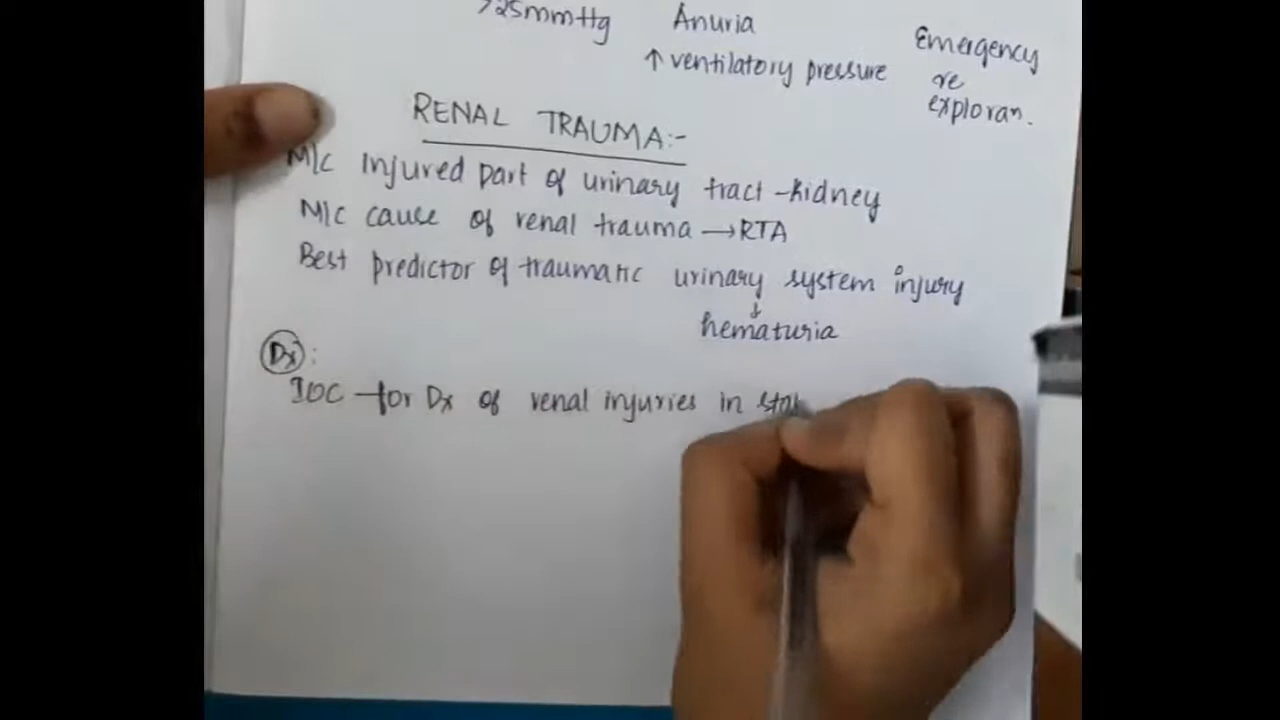 >25mmHg Anuria Emergency
↑ ventilatory pressure re
exploran.
RENAL TRAUMA:-
M/c injured part of urinary tract - kidney
M/c cause of renal trauma → RTA
Best predictor of traumatic urinary system injury
↓
hematuria
Dx :
IOC for Dx of renal injuries in